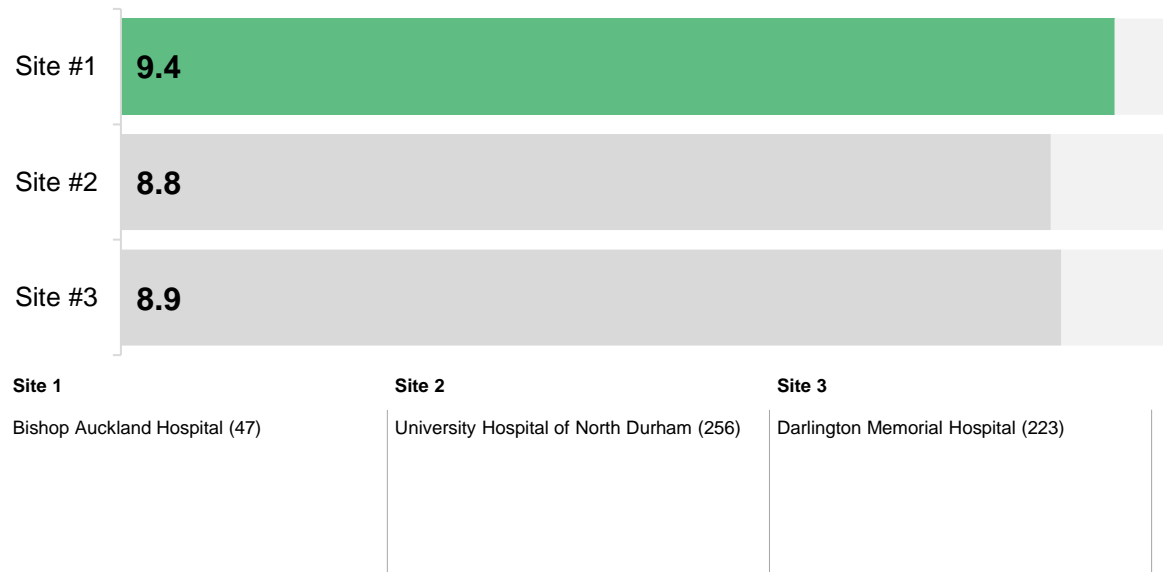 Site #1
9.4
Site #2
8.8
Site #3
8.9
Site 1
Site 2
Site 3
Bishop Auckland Hospital (47)
University Hospital of North Durham (256)
Darlington Memorial Hospital (223)